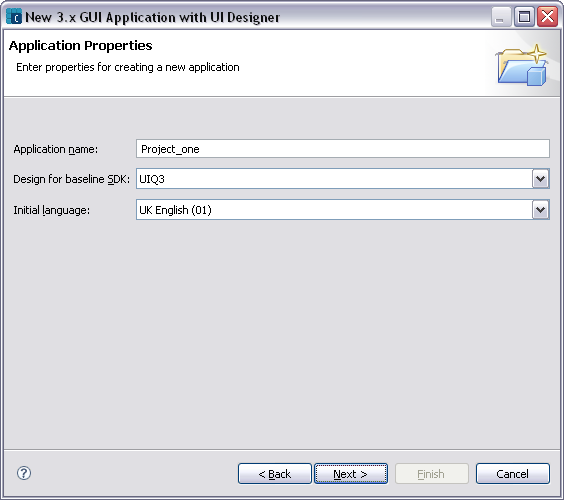 New 3.x GUI Application with UI Designer
Application Properties
Enter properties for creating a new application
Application name: Project_one
Design for baseline SDK: UIQ3
Initial language: UK English (01)
? < Back Next > Finish Cancel